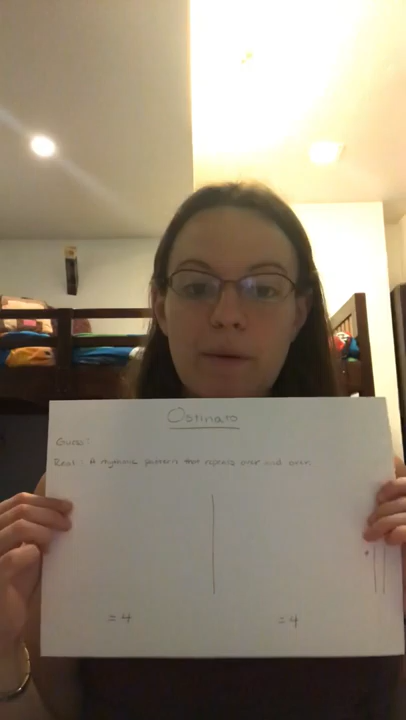 Ostinato
Guess:
Real: A rhythmic pattern that repeats over and over.
= 4
= 4